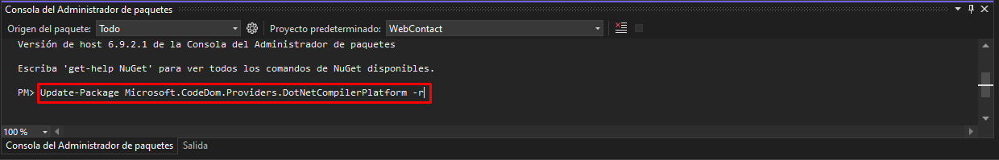 Consola del Administrador de paquetes
Origen del paquete: Todo Proyecto predeterminado: WebContact
Versión de host 6.9.2.1 de la Consola del Administrador de paquetes
Escriba 'get-help NuGet' para ver todos los comandos de NuGet disponibles.
PM> Update-Package Microsoft.CodeDom.Providers.DotNetCompilerPlatform -r
100 %
Consola del Administrador de paquetes Salida